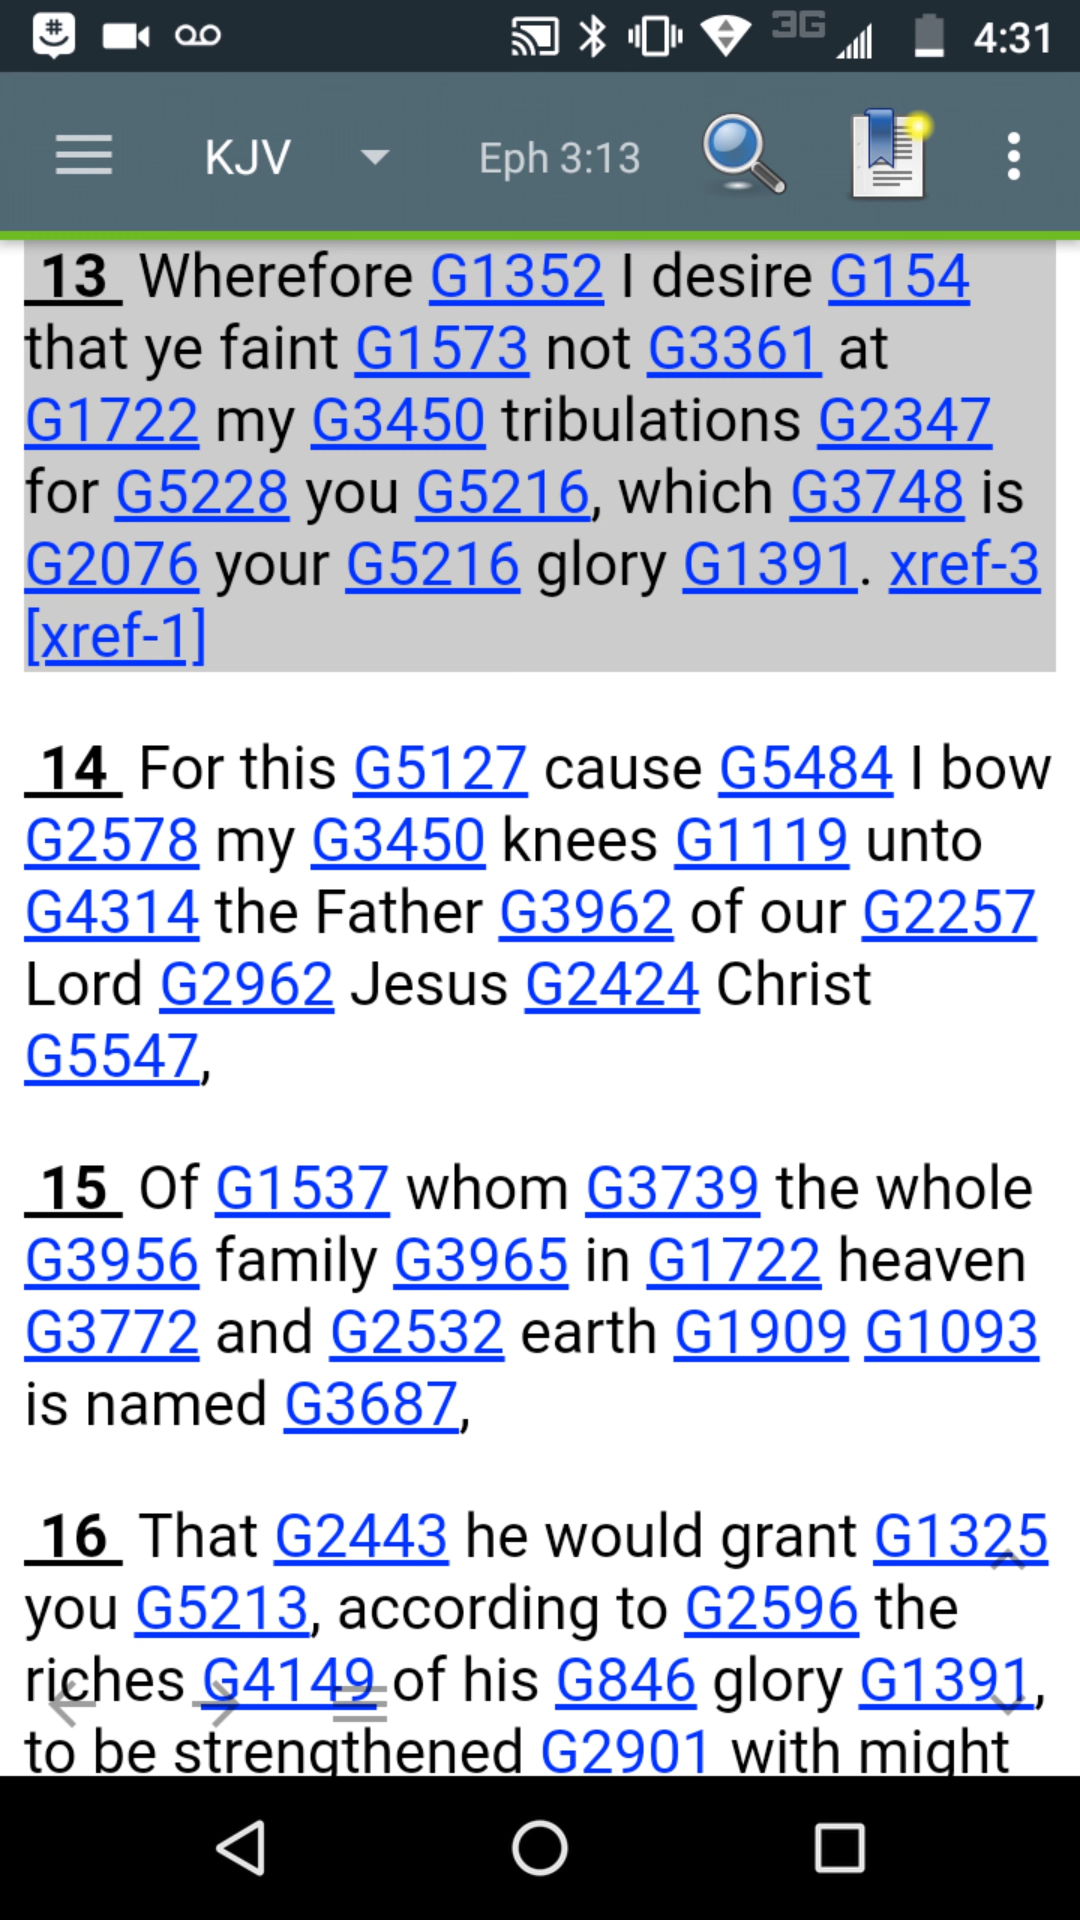 3G 4:31
KJV Eph 3:13
13 Wherefore G1352 I desire G154
that ye faint G1573 not G3361 at
G1722 my G3450 tribulations G2347
for G5228 you G5216, which G3748 is
G2076 your G5216 glory G1391. xref-3
[xref-1]
14 For this G5127 cause G5484 I bow
G2578 my G3450 knees G1119 unto
G4314 the Father G3962 of our G2257
Lord G2962 Jesus G2424 Christ
G5547,
15 Of G1537 whom G3739 the whole
G3956 family G3965 in G1722 heaven
G3772 and G2532 earth G1909 G1093
is named G3687,
16 That G2443 he would grant G1325
you G5213, according to G2596 the
riches G4149 of his G846 glory G1391,
to be strengthened G2901 with might